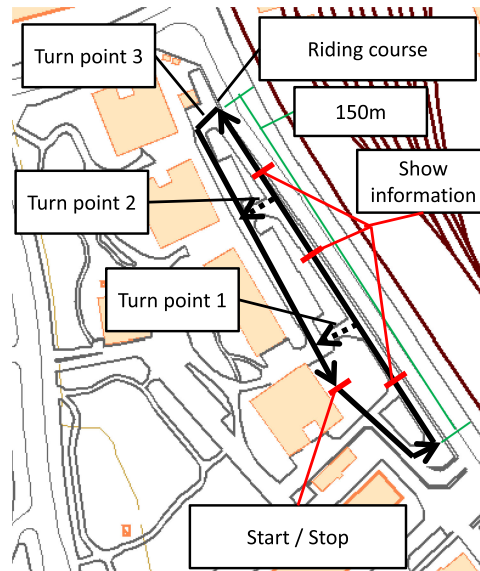 Turn point 3
Riding course
150m
Show
information
Turn point 2
Turn point 1
Start / Stop